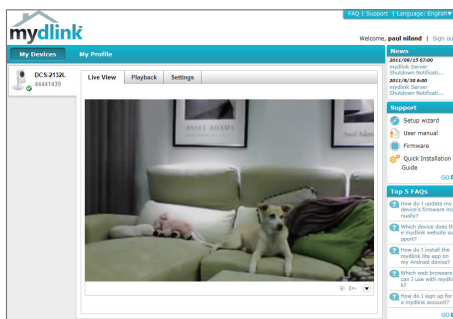 FAQ | Support | Language: English▼
mydlink
Welcome, paul niland | Sign ou
My Devices
My Profile
DCS-2132L
44441439
Live View
Playback
Settings
ANSEL ADAMS
Ansel Adams
News
2011/09/15 07:00
mydlink Server
Shutdown Notificati...
2011/8/30 6:00
mydlink Server
Shutdown Notificati...
Support
Setup wizard
User manual
Firmware
Quick Installation
Guide
GO
Top 5 FAQs
How do I update my
device's firmware ma
nually?
Which device does th
e mydlink website su
pport?
How do I install the
mydlink lite app on
my Android device?
Which web browsers
can I use with mydlin
k?
How do I sign up for
a mydlink account?
GO